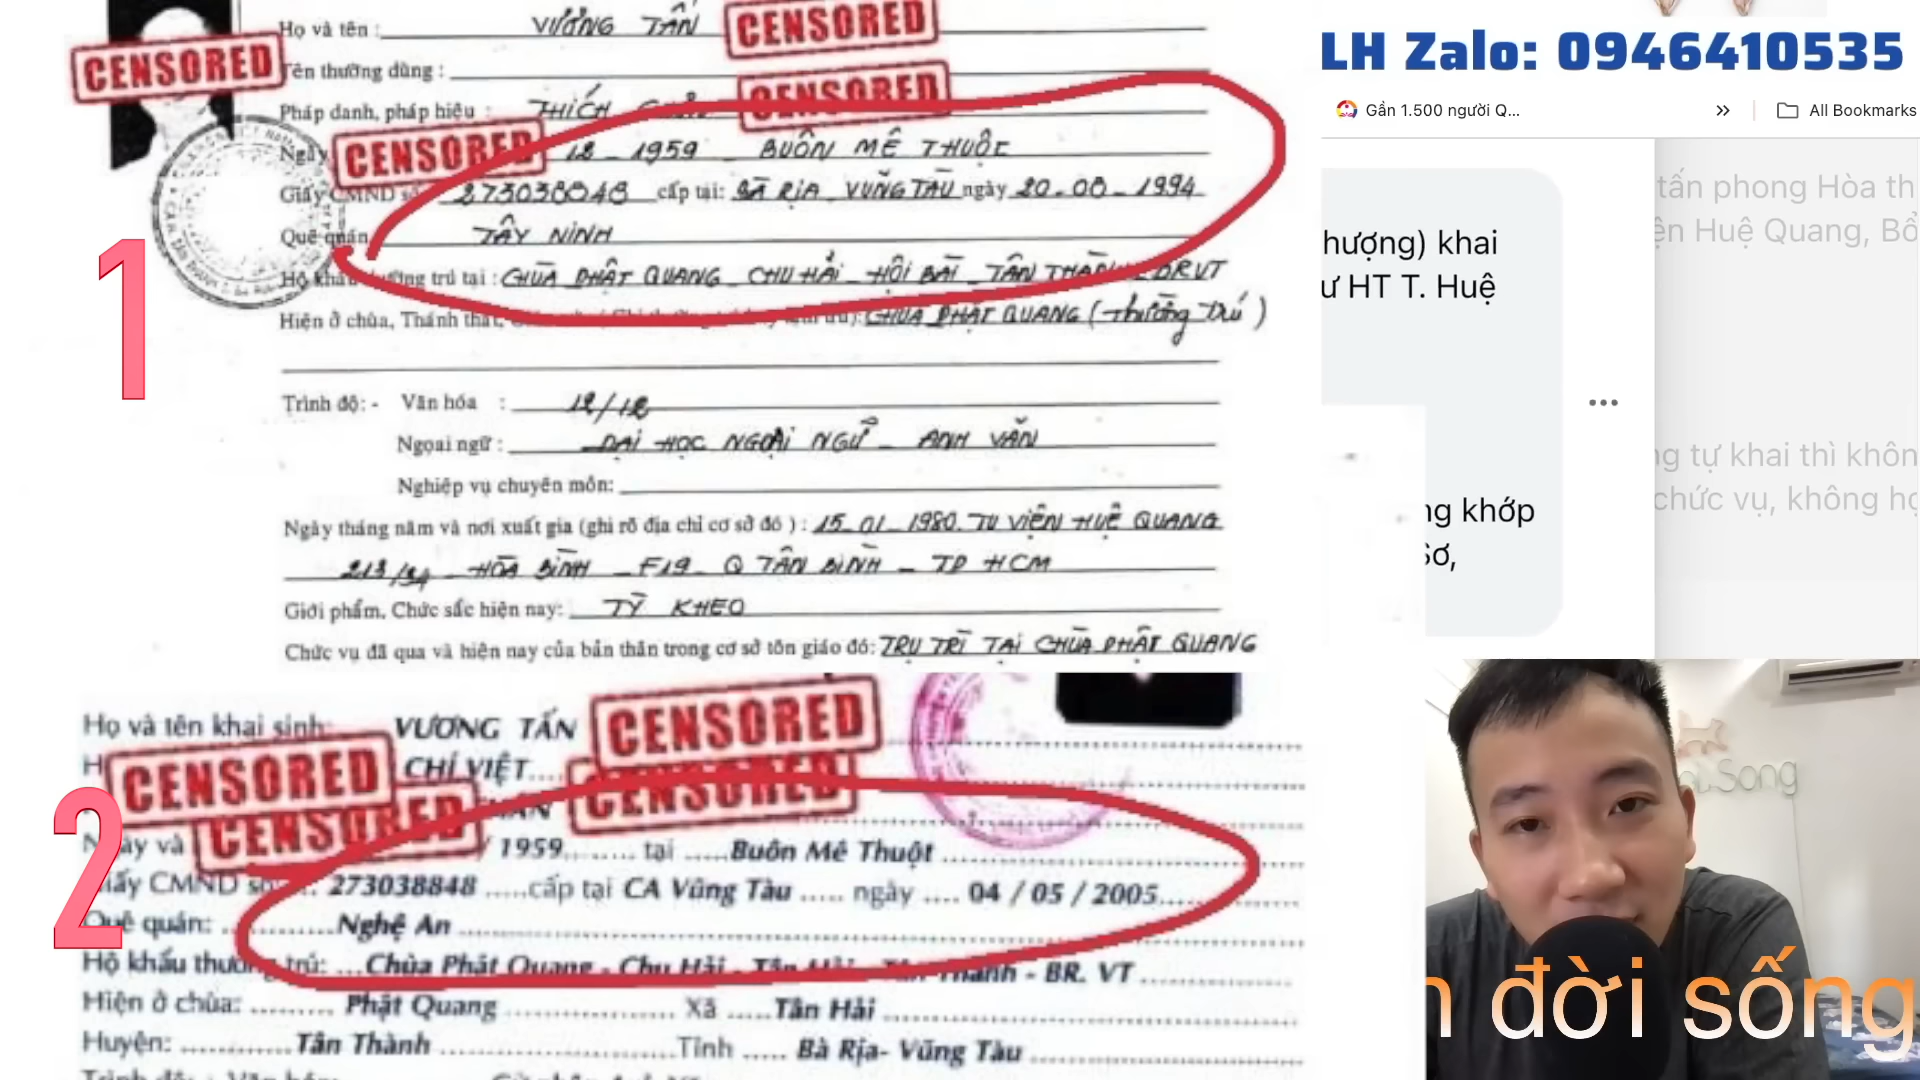 CENSORED
CENSORED
Họ và tên : VƯƠNG TẤN
Tên thường dùng :
CENSORED
Pháp danh, pháp hiệu : THÍCH
CENSORED
Ngày 12 - 1959 - BUÔN MÊ THUỘC
Giấy CMND số 273038848 cấp tại: BÀ RỊA - VŨNG TÀU ngày 20-08-1994
Quê quán TÂY NINH
Hộ khẩu thường trú tại : CHÙA PHẬT QUANG - CHU HẢI - HỘI BÀI - TÂN THÀNH - BRVT
Hiện ở chùa, Thánh thất, CHÙA PHẬT QUANG (Thường Trú)
1
Trình độ: - Văn hóa : 12/12
Ngoại ngữ : ĐẠI HỌC NGOẠI NGỮ - ANH VĂN
Nghiệp vụ chuyên môn:
Ngày tháng năm và nơi xuất gia (ghi rõ địa chỉ cơ sở đó ) : 15-01-1980. TU VIỆN HUỆ QUANG
HÒA BÌNH - F19 - Q TÂN BÌNH - TP HCM
Giới phẩm, Chức sắc hiện nay: TỲ KHEO
Chức vụ đã qua và hiện nay của bản thân trong cơ sở tôn giáo đó: TRỤ TRÌ TẠI CHÙA PHẬT QUANG
Họ và tên khai sinh: VƯƠNG TẤN
CENSORED
CENSORED
H CHÍ VIỆT....
CENSORED
CENSORED
2
Ngày và / 1959......... tại ......Buôn Mê Thuột
Giấy CMND số: 273038848 .....cấp tại CA Vũng Tàu ..... ngày .... 04 / 05 / 2005....
Quê quán: ............Nghệ An
Hộ khẩu thường trú: ...Chùa Phật Quang - Chu Hải - Tân Hải - Tân Thành - BR. VT
Hiện ở chùa: ......... Phật Quang Xã .....Tân Hải
Huyện: ...........Tân Thành Tỉnh ..... Bà Rịa- Vũng Tàu
LH Zalo: 0946410535
Gần 1.500 người Q...
»
All Bookmarks
tấn phong Hòa th
ện Huệ Quang, Bổ
hượng) khai
ư HT T. Huệ
ng tự khai thì khôn
chức vụ, không họ
ng khớp
Sơ,
Song
n đời sống